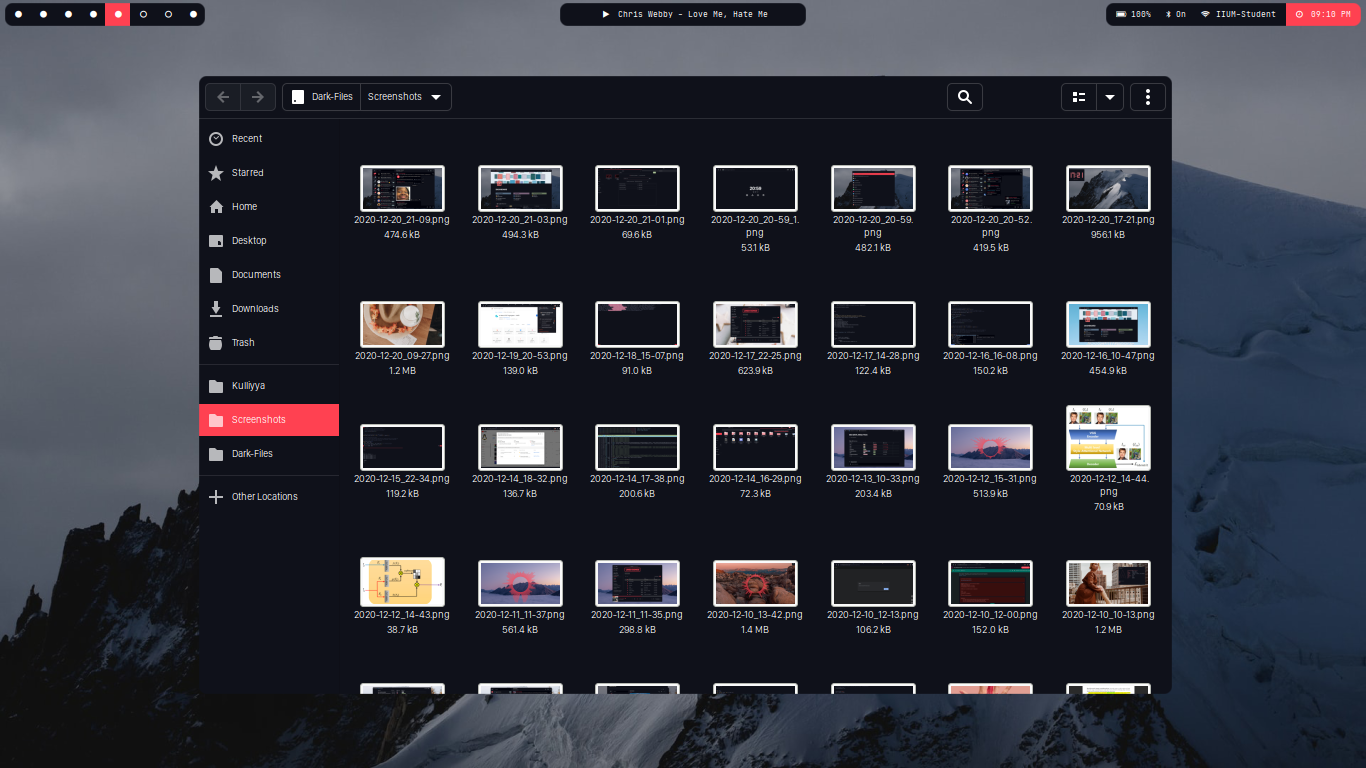 Chris Webby - Love Me, Hate Me
100%
On
IIUM-Student
09:10 PM
Dark-Files
Screenshots
Recent
Starred
Home
Desktop
Documents
Downloads
Trash
Kulliyya
Screenshots
Dark-Files
Other Locations
2020-12-20_21-09.png
474.6 kB
2020-12-20_21-03.png
494.3 kB
2020-12-20_21-01.png
69.6 kB
2020-12-20_20-59_1.
png
53.1 kB
2020-12-20_20-59.
png
482.1 kB
2020-12-20_20-52.
png
419.5 kB
2020-12-20_17-21.png
956.1 kB
2020-12-20_09-27.png
1.2 MB
2020-12-19_20-53.png
139.0 kB
2020-12-18_15-07.png
91.0 kB
2020-12-17_22-25.png
623.9 kB
2020-12-17_14-28.png
122.4 kB
2020-12-16_16-08.png
150.2 kB
2020-12-16_10-47.png
454.9 kB
2020-12-15_22-34.png
119.2 kB
2020-12-14_18-32.png
136.7 kB
2020-12-14_17-38.png
200.6 kB
2020-12-14_16-29.png
72.3 kB
2020-12-13_10-33.png
203.4 kB
2020-12-12_15-31.png
513.9 kB
2020-12-12_14-44.
png
70.9 kB
2020-12-12_14-43.png
38.7 kB
2020-12-11_11-37.png
561.4 kB
2020-12-11_11-35.png
298.8 kB
2020-12-10_13-42.png
1.4 MB
2020-12-10_12-13.png
106.2 kB
2020-12-10_12-00.png
152.0 kB
2020-12-10_10-13.png
1.2 MB